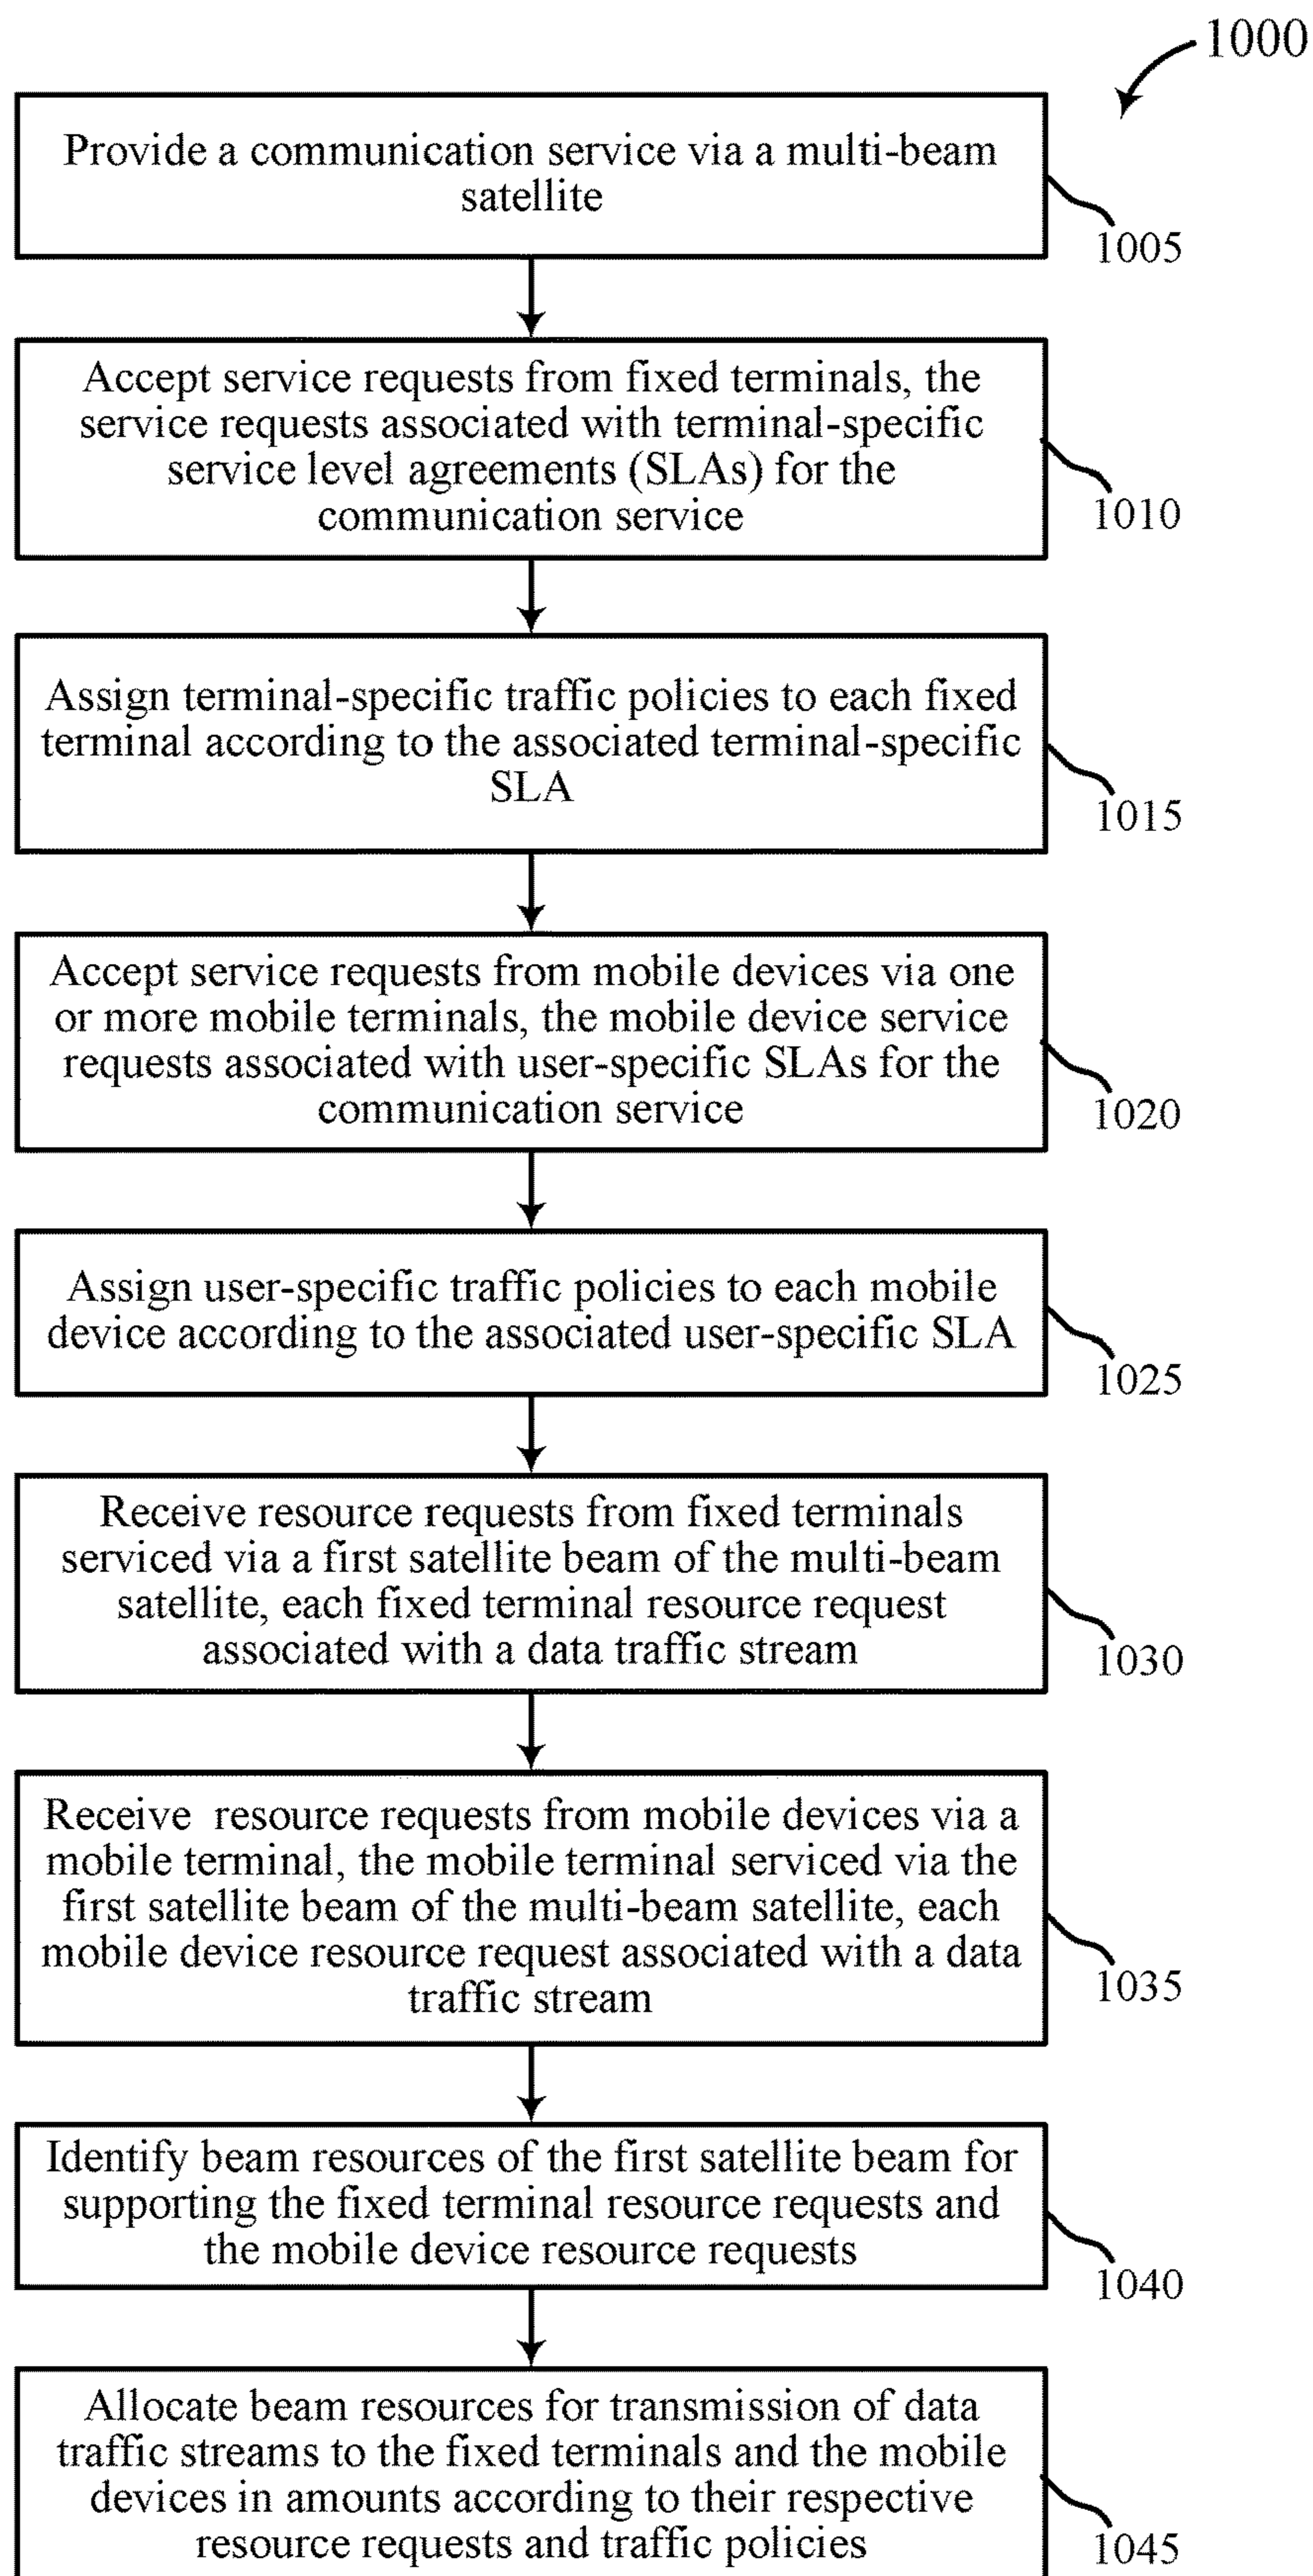 1000
Provide a communication service via a multi-beam
satellite
1005
Accept service requests from fixed terminals, the
service requests associated with terminal-specific
service level agreements (SLAs) for the
communication service
1010
Assign terminal-specific traffic policies to each fixed
terminal according to the associated terminal-specific
SLA
1015
Accept service requests from mobile devices via one
or more mobile terminals, the mobile device service
requests associated with user-specific SLAs for the
communication service
1020
Assign user-specific traffic policies to each mobile
device according to the associated user-specific SLA
1025
Receive resource requests from fixed terminals
serviced via a first satellite beam of the multi-beam
satellite, each fixed terminal resource request
associated with a data traffic stream
1030
Receive resource requests from mobile devices via a
mobile terminal, the mobile terminal serviced via the
first satellite beam of the multi-beam satellite, each
mobile device resource request associated with a data
traffic stream
1035
Identify beam resources of the first satellite beam for
supporting the fixed terminal resource requests and
the mobile device resource requests
1040
Allocate beam resources for transmission of data
traffic streams to the fixed terminals and the mobile
devices in amounts according to their respective
resource requests and traffic policies
1045